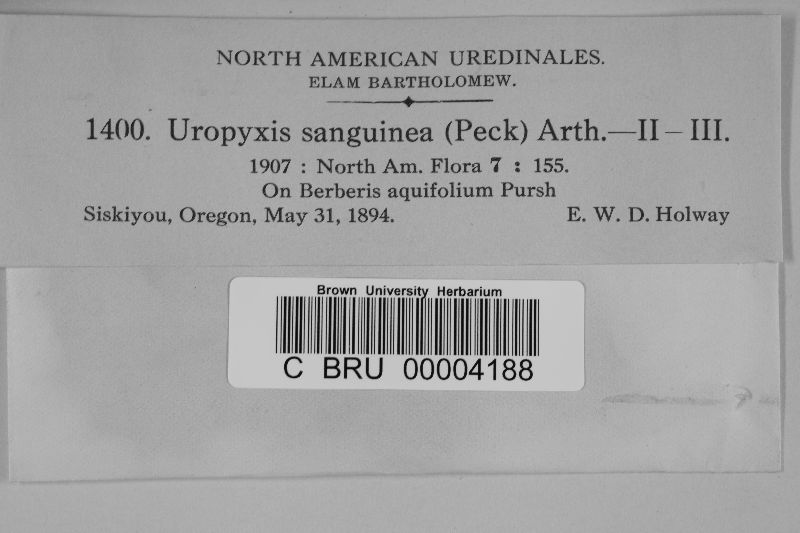 NORTH AMERICAN UREDINALES.
ELAM BARTHOLOMEW.
1400. Uropyxis sanguinea (Peck) Arth.—II – III.
1907 : North Am. Flora 7 : 155.
On Berberis aquifolium Pursh
Siskiyou, Oregon, May 31, 1894. E. W. D. Holway
Brown University Herbarium
C BRU 00004188